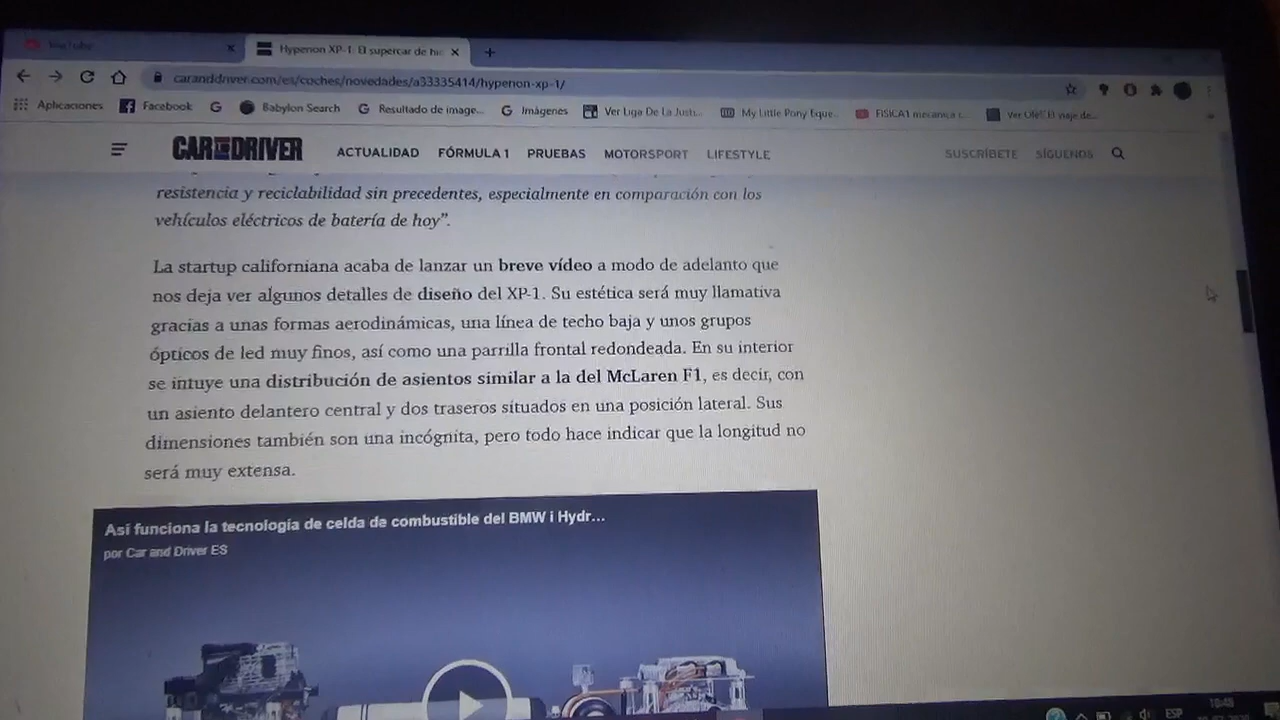 YouTube
Hyperion XP-1: El supercar de hi
caranddriver.com/es/coches/novedades/a33335414/hyperion-xp-1/
Aplicaciones Facebook G Babylon Search Resultado de image... Imágenes Ver Liga De La Justi... My Little Pony Eque... FISICA1 mecanica c... Ver Olé! El viaje de...
CAR AND DRIVER ACTUALIDAD FÓRMULA 1 PRUEBAS MOTORSPORT LIFESTYLE SUSCRÍBETE SÍGUENOS
resistencia y reciclabilidad sin precedentes, especialmente en comparación con los
vehículos eléctricos de batería de hoy”.
La startup californiana acaba de lanzar un breve vídeo a modo de adelanto que
nos deja ver algunos detalles de diseño del XP-1. Su estética será muy llamativa
gracias a unas formas aerodinámicas, una línea de techo baja y unos grupos
ópticos de led muy finos, así como una parrilla frontal redondeada. En su interior
se intuye una distribución de asientos similar a la del McLaren F1, es decir, con
un asiento delantero central y dos traseros situados en una posición lateral. Sus
dimensiones también son una incógnita, pero todo hace indicar que la longitud no
será muy extensa.
Así funciona la tecnología de celda de combustible del BMW i Hydr...
por Car and Driver ES
ESP 10:48